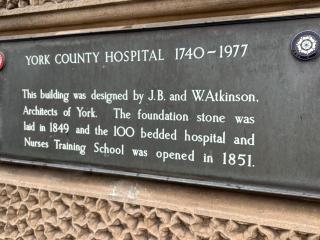 YORK COUNTY HOSPITAL 1740~1977
This building was designed by J.B. and W.Atkinson,
Architects of York. The foundation stone was
laid in 1849 and the 100 bedded hospital and
Nurses Training School was opened in 1851.